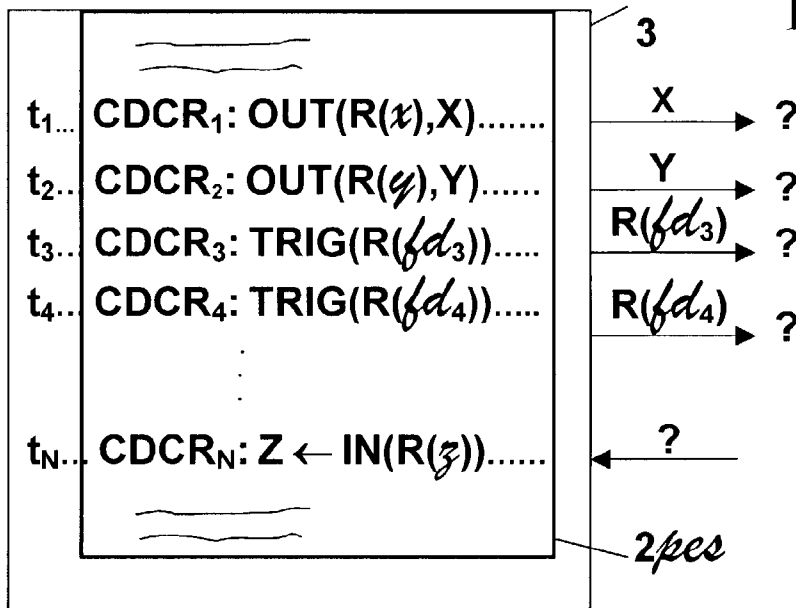 3
t₁... CDCR₁: OUT(R(x),X)....... X ?
t₂... CDCR₂: OUT(R(y),Y)...... Y ?
t₃... CDCR₃: TRIG(R(fd₃))..... R(fd₃) ?
t₄... CDCR₄: TRIG(R(fd₄))..... R(fd₄) ?
tN... CDCRN: Z ← IN(R(z))...... ?
2pes